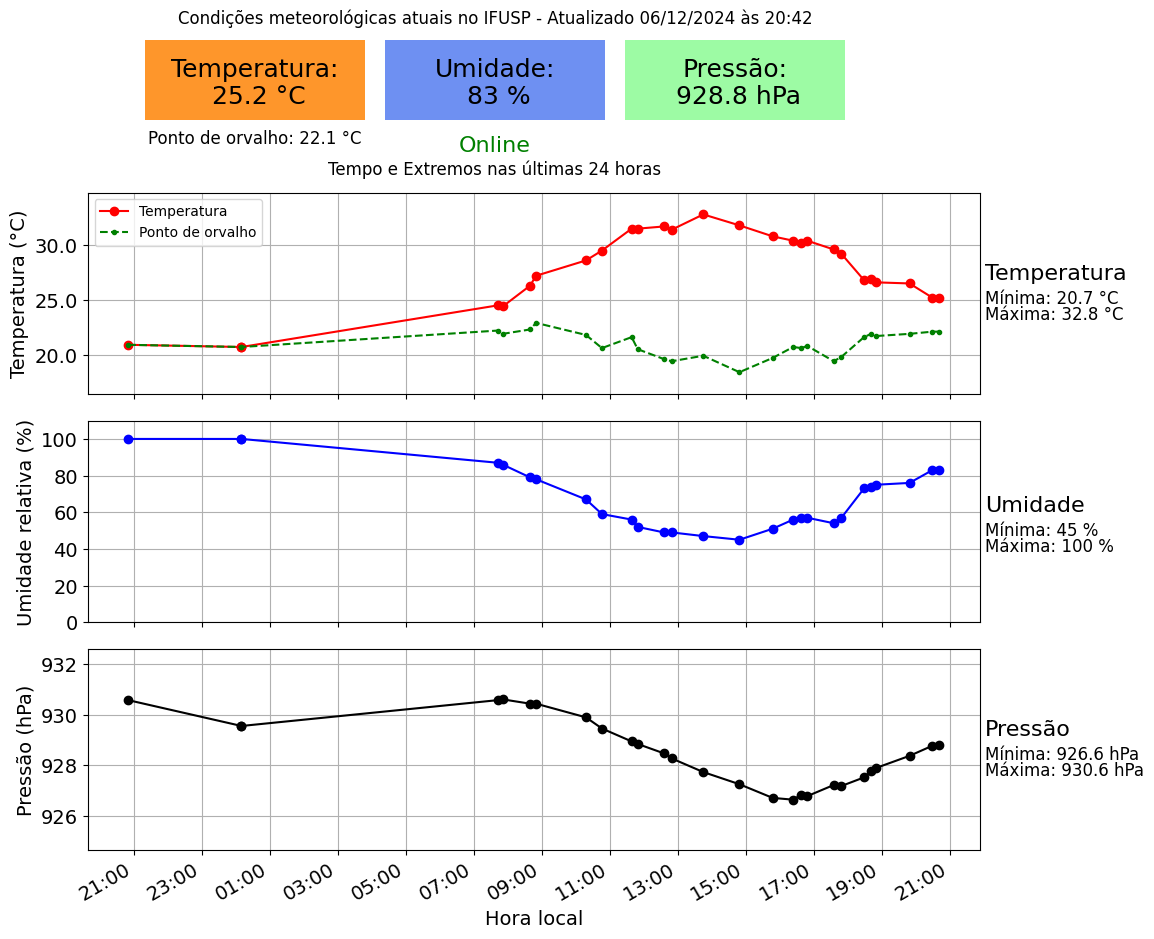 Condições meteorológicas atuais no IFUSP - Atualizado 06/12/2024 às 20:42
Temperatura:
25.2 °C
Umidade:
83 %
Pressão:
928.8 hPa
Ponto de orvalho: 22.1 °C
Online
Tempo e Extremos nas últimas 24 horas
Temperatura (°C)
30.0
25.0
20.0
Temperatura
Ponto de orvalho
Temperatura
Mínima: 20.7 °C
Máxima: 32.8 °C
Umidade relativa (%)
100
80
60
40
20
0
Umidade
Mínima: 45 %
Máxima: 100 %
Pressão (hPa)
932
930
928
926
Pressão
Mínima: 926.6 hPa
Máxima: 930.6 hPa
21:00 23:00 01:00 03:00 05:00 07:00 09:00 11:00 13:00 15:00 17:00 19:00 21:00
Hora local